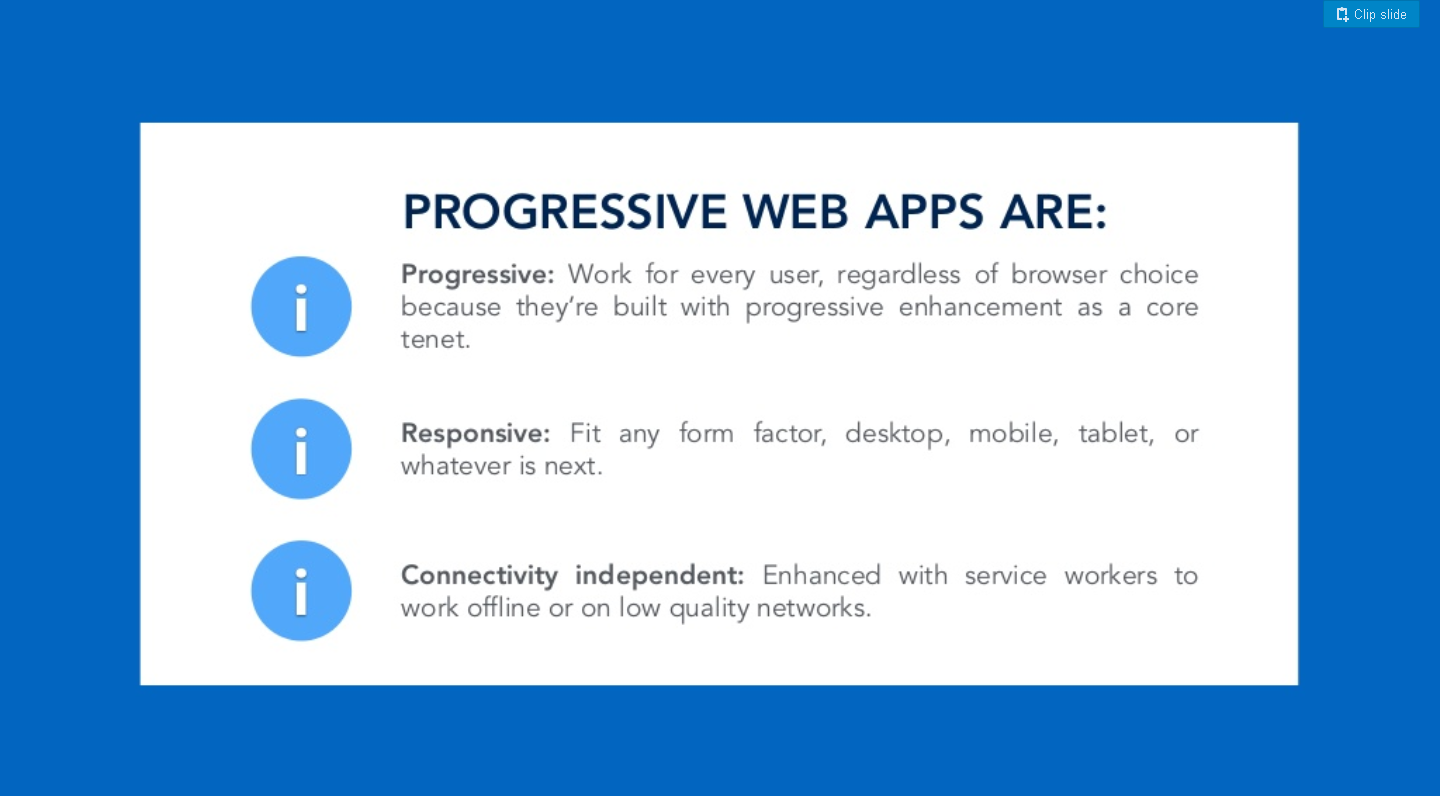 Clip slide
PROGRESSIVE WEB APPS ARE:
Progressive: Work for every user, regardless of browser choice
because they’re built with progressive enhancement as a core
tenet.
Responsive: Fit any form factor, desktop, mobile, tablet, or
whatever is next.
Connectivity independent: Enhanced with service workers to
work offline or on low quality networks.